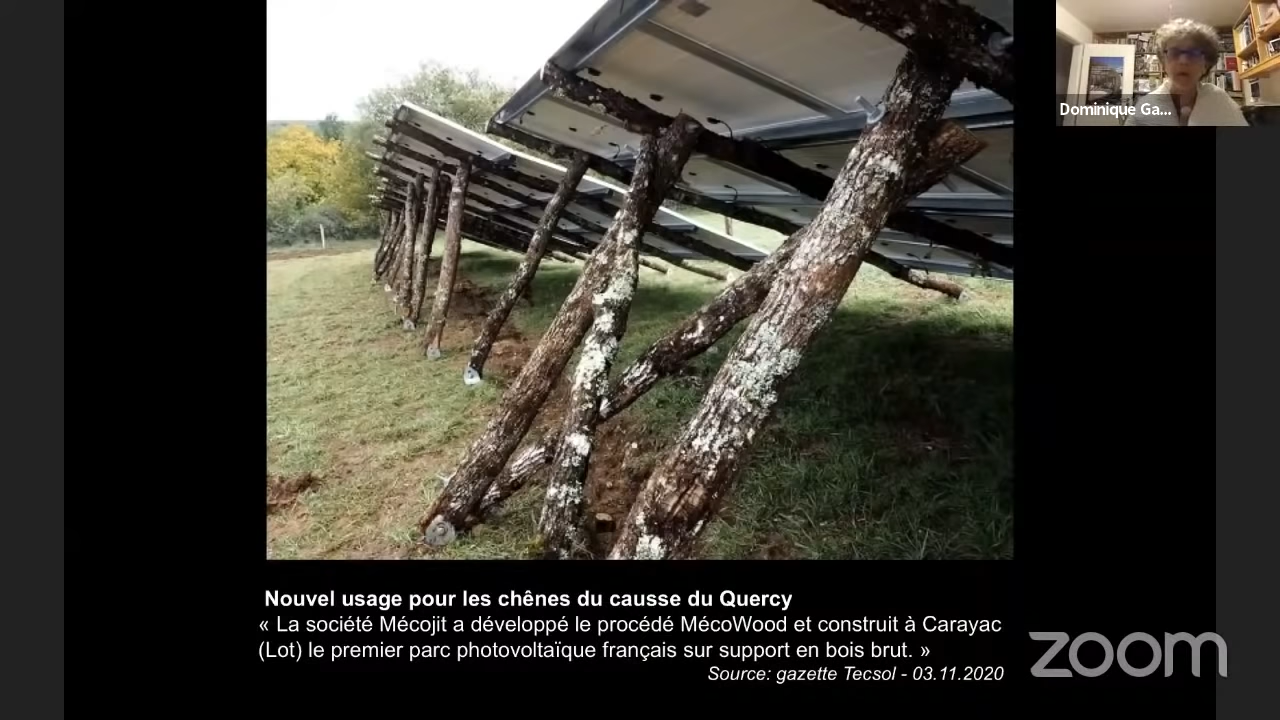 Dominique Ga...
Nouvel usage pour les chênes du causse du Quercy
« La société Mécojit a développé le procédé MécoWood et construit à Carayac
(Lot) le premier parc photovoltaïque français sur support en bois brut. »
Source: gazette Tecsol - 03.11.2020
zoom